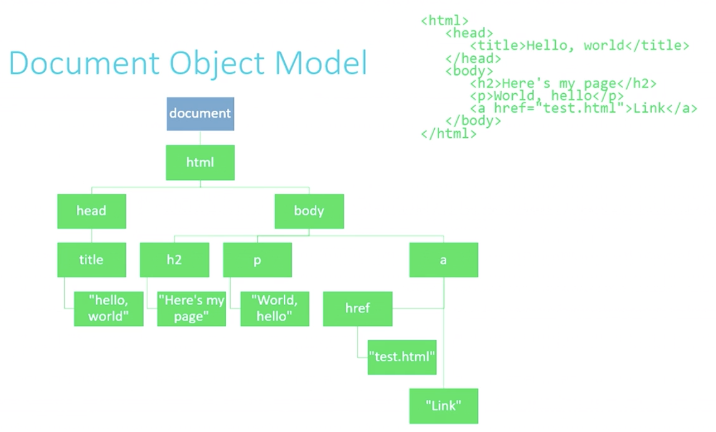 Document Object Model
<html>
<head>
<title>Hello, world</title>
</head>
<body>
<h2>Here's my page</h2>
<p>World, hello</p>
<a href="test.html">Link</a>
</body>
</html>
document
html
head
body
title
h2
p
a
"hello,
world"
"Here's my
page"
"World,
hello"
href
"test.html"
"Link"